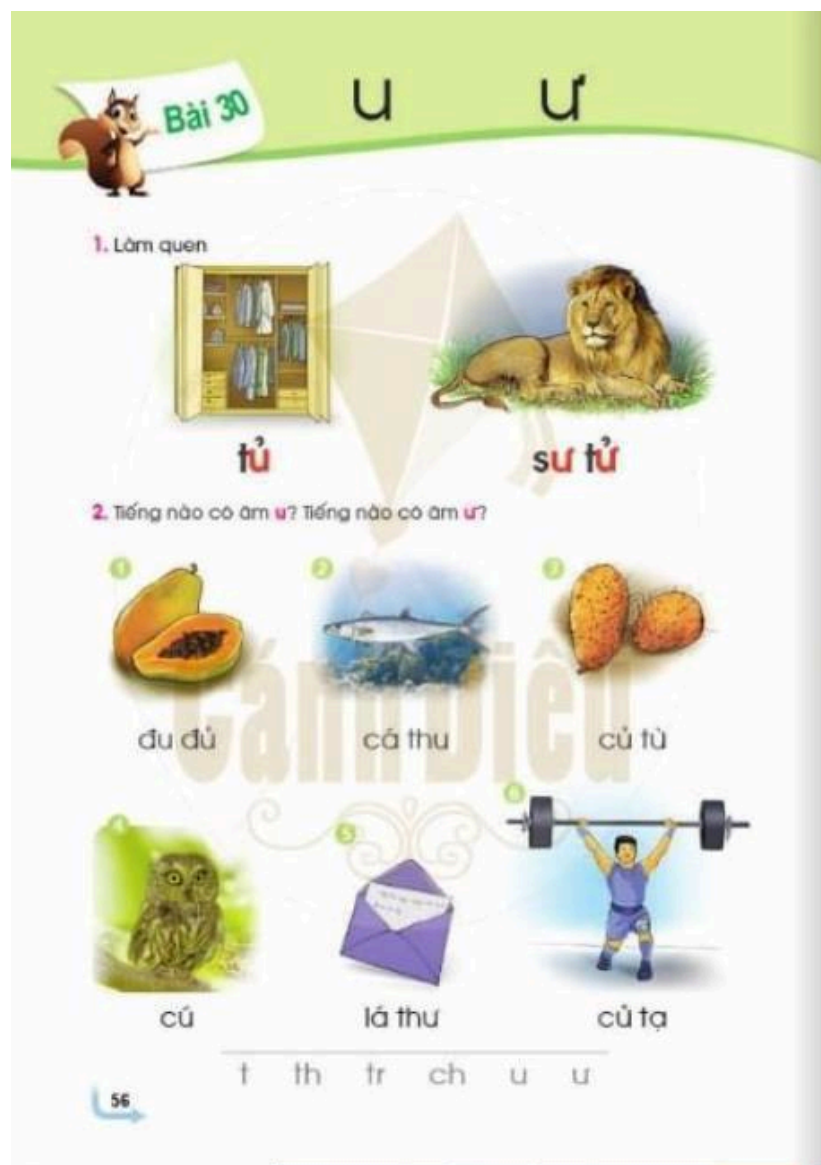 Bài 30
u ư
1. Làm quen
tủ sư tử
2. Tiếng nào có âm u? Tiếng nào có âm ư?
1 2 3
đu đủ cá thu củ từ
4 5 6
cú lá thư cử tạ
t th tr ch u ư
56
Cánh Diều